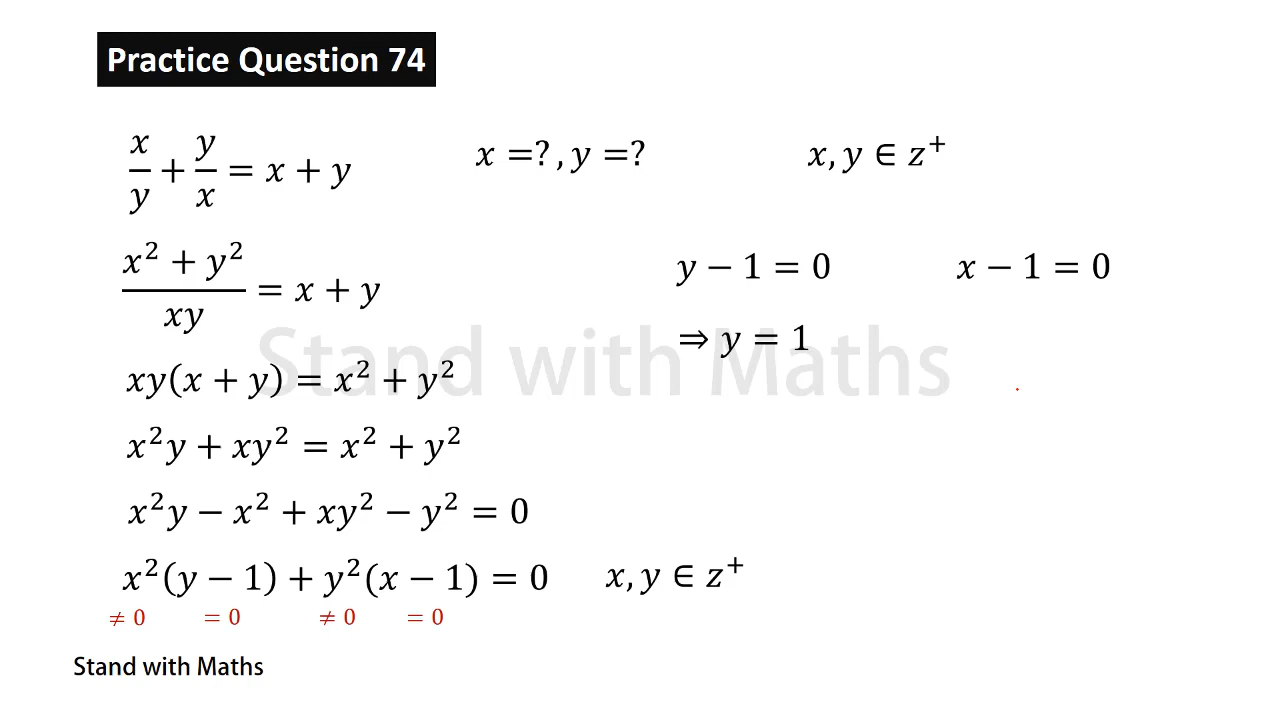 Practice Question 74
x/y + y/x = x + y    x =? , y =?    x, y ∈ z⁺
(x² + y²)/xy = x + y    y − 1 = 0    x − 1 = 0
⇒ y = 1
Stand with Maths
xy(x + y) = x² + y²
x²y + xy² = x² + y²
x²y − x² + xy² − y² = 0
x²(y − 1) + y²(x − 1) = 0    x, y ∈ z⁺
≠ 0    = 0    ≠ 0    = 0
Stand with Maths